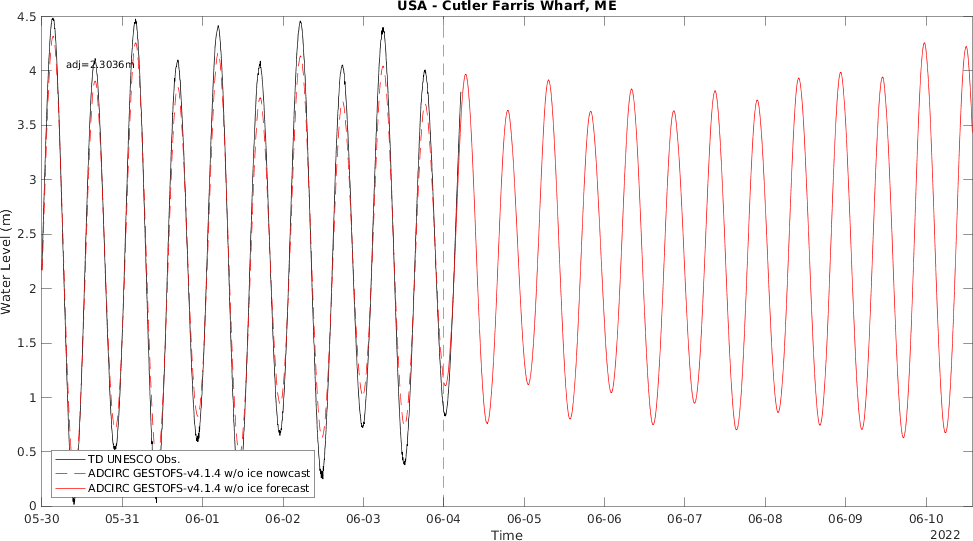 USA - Cutler Farris Wharf, ME
adj=2.3036m
Water Level (m)
4.5
4
3.5
3
2.5
2
1.5
1
0.5
0
TD UNESCO Obs.
ADCIRC GESTOFS-v4.1.4 w/o ice nowcast
ADCIRC GESTOFS-v4.1.4 w/o ice forecast
05-30 05-31 06-01 06-02 06-03 06-04 06-05 06-06 06-07 06-08 06-09 06-10
Time
2022